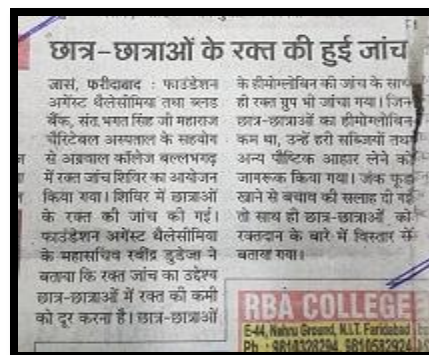 छात्र-छात्राओं के रक्त की हुई जांच
जासं, फरीदाबाद : फाउंडेशन
अगेंस्ट थैलेसीमिया तथा ब्लड
बैंक, संत भगत सिंह जी महाराज
चैरिटेबल अस्पताल के सहयोग
से अग्रवाल कॉलेज बल्लभगढ़
में रक्त जांच शिविर का आयोजन
किया गया। शिविर में छात्राओं
के रक्त की जांच की गई।
फाउंडेशन अगेंस्ट थैलेसीमिया
के महासचिव रवींद्र डुडेजा ने
बताया कि रक्त जांच का उद्देश्य
छात्र-छात्राओं में रक्त की कमी
को दूर करना है। छात्र-छात्राओं
के हीमोग्लोबिन की जांच के साथ
ही रक्त ग्रुप भी जांचा गया। जिन
छात्र-छात्राओं का हीमोग्लोबिन
कम था, उन्हें हरी सब्जियों तथा
अन्य पौष्टिक आहार लेने को
जागरूक किया गया। जंक फूड
खाने से बचाव की सलाह दी गई
तो साथ ही छात्र-छात्राओं को
रक्तदान के बारे में विस्तार से
बताया गया।
RBA COLLEGE
E-44, Nehru Ground, N.I.T. Faridabad
Ph : 9810328294, 9810582924